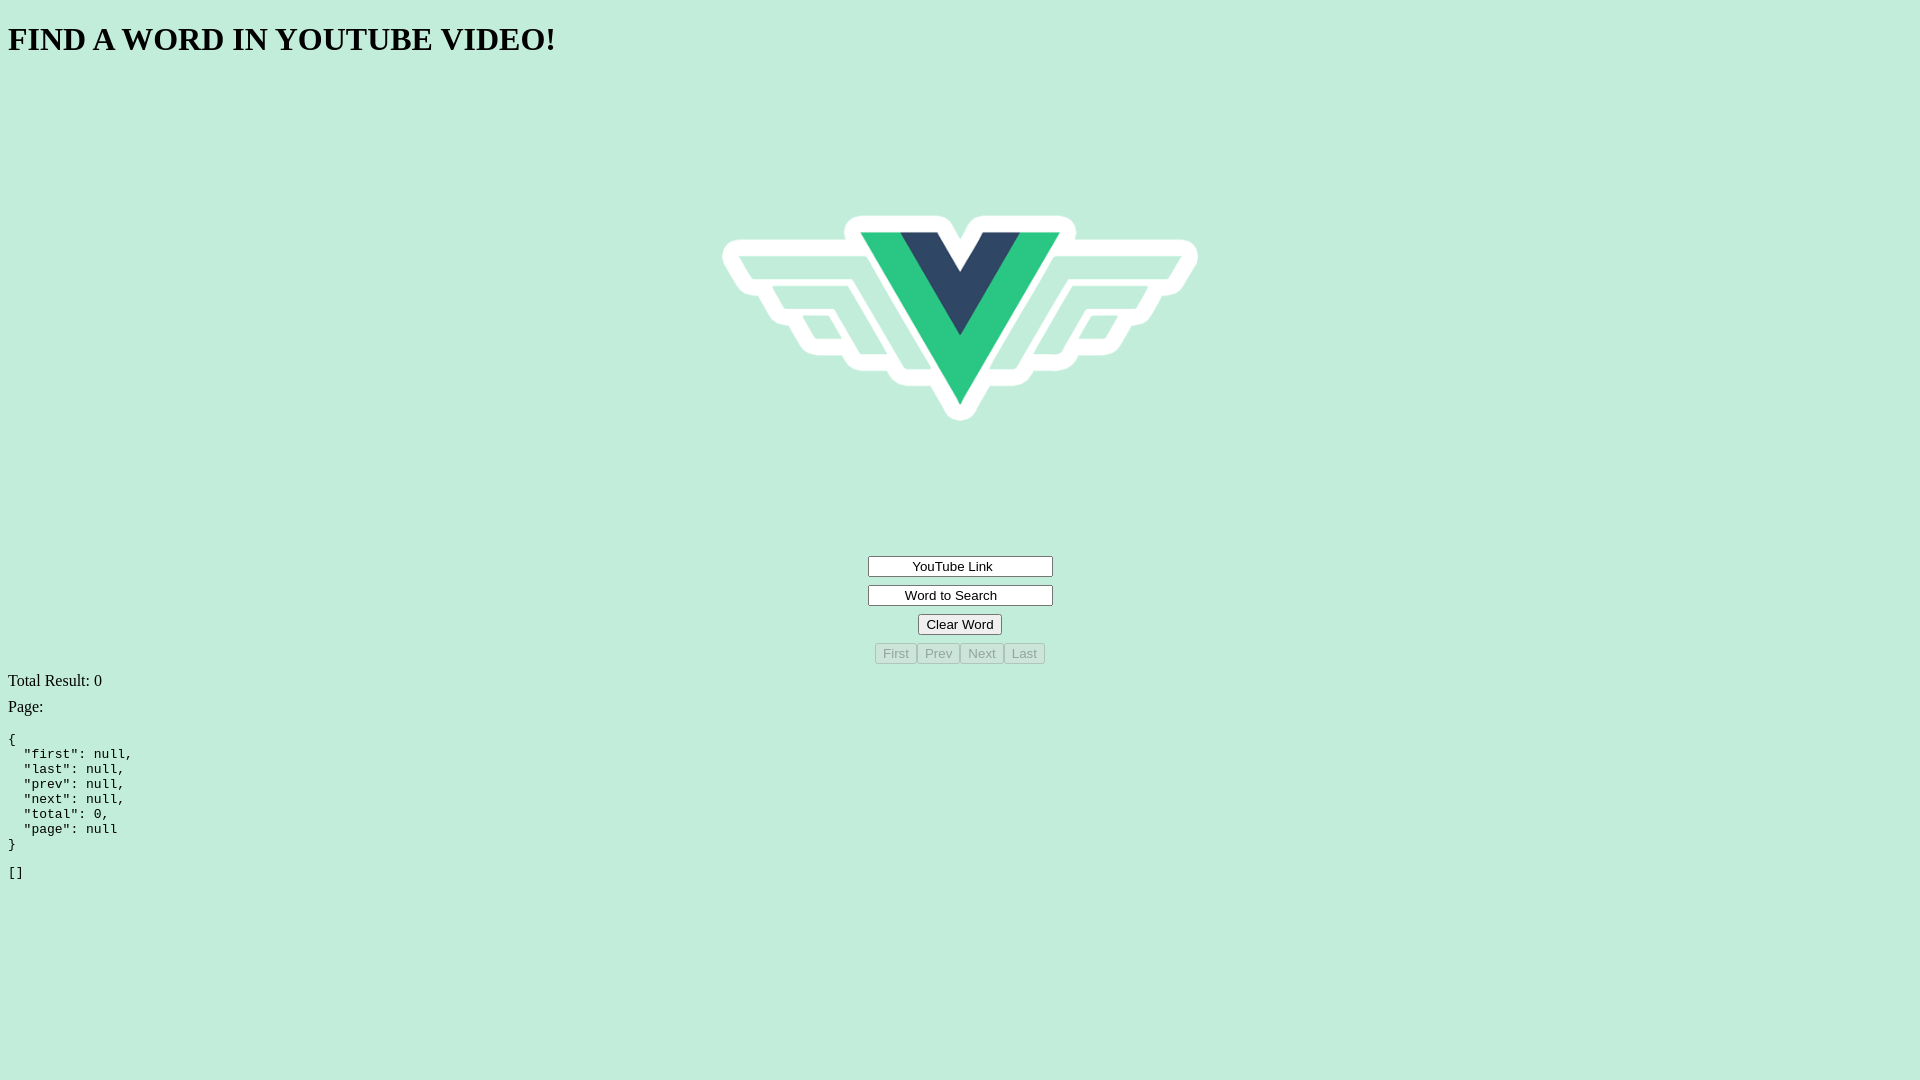 FIND A WORD IN YOUTUBE VIDEO!
YouTube Link
Word to Search
Clear Word
First Prev Next Last
Total Result: 0
Page:
{
  "first": null,
  "last": null,
  "prev": null,
  "next": null,
  "total": 0,
  "page": null
}
[]